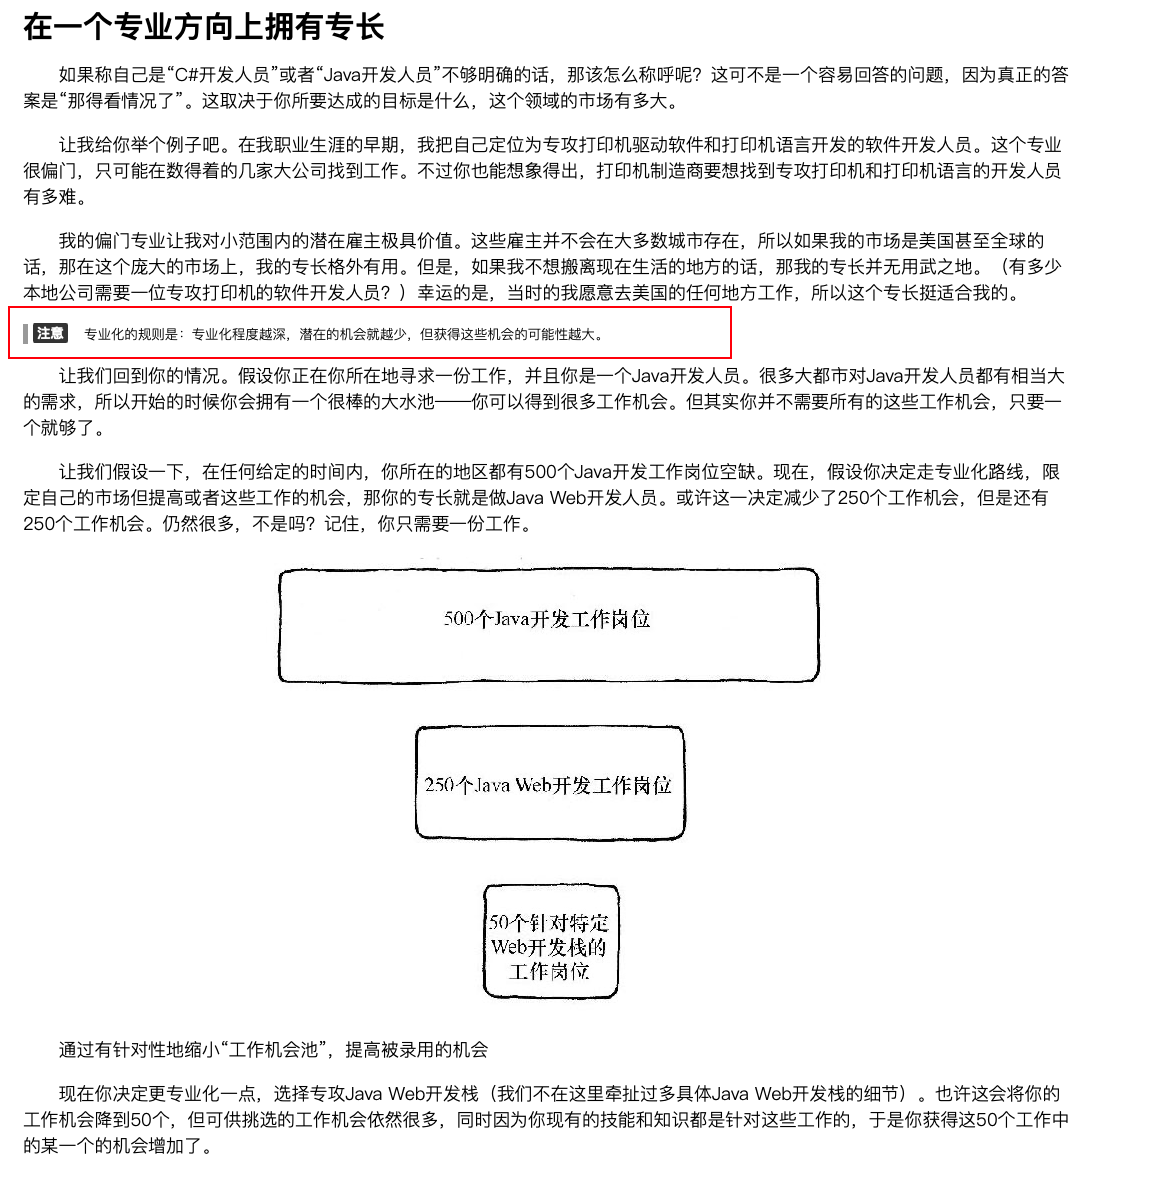 在一个专业方向上拥有专长
如果称自己是“C#开发人员”或者“Java开发人员”不够明确的话，那该怎么称呼呢？这可不是一个容易回答的问题，因为真正的答
案是“那得看情况了”。这取决于你所要达成的目标是什么，这个领域的市场有多大。
让我给你举个例子吧。在我职业生涯的早期，我把自己定位为专攻打印机驱动软件和打印机语言开发的软件开发人员。这个专业
很偏门，只可能在数得着的几家大公司找到工作。不过你也能想象得出，打印机制造商要想找到专攻打印机和打印机语言的开发人员
有多难。
我的偏门专业让我对小范围内的潜在雇主极具价值。这些雇主并不会在大多数城市存在，所以如果我的市场是美国甚至全球的
话，那在这个庞大的市场上，我的专长格外有用。但是，如果我不想搬离现在生活的地方的话，那我的专长并无用武之地。（有多少
本地公司需要一位专攻打印机的软件开发人员？）幸运的是，当时的我愿意去美国的任何地方工作，所以这个专长挺适合我的。
注意 专业化的规则是：专业化程度越深，潜在的机会就越少，但获得这些机会的可能性越大。
让我们回到你的情况。假设你正在你所在地寻求一份工作，并且你是一个Java开发人员。很多大都市对Java开发人员都有相当大
的需求，所以开始的时候你会拥有一个很棒的大水池——你可以得到很多工作机会。但其实你并不需要所有的这些工作机会，只要一
个就够了。
让我们假设一下，在任何给定的时间内，你所在的地区都有500个Java开发工作岗位空缺。现在，假设你决定走专业化路线，限
定自己的市场但提高或者这些工作的机会，那你的专长就是做Java Web开发人员。或许这一决定减少了250个工作机会，但是还有
250个工作机会。仍然很多，不是吗？记住，你只需要一份工作。
500个Java开发工作岗位
250个Java Web开发工作岗位
50个针对特定
Web开发栈的
工作岗位
通过有针对性地缩小“工作机会池”，提高被录用的机会
现在你决定更专业化一点，选择专攻Java Web开发栈（我们不在这里牵扯过多具体Java Web开发栈的细节）。也许这会将你的
工作机会降到50个，但可供挑选的工作机会依然很多，同时因为你现有的技能和知识都是针对这些工作的，于是你获得这50个工作中
的某一个的机会增加了。